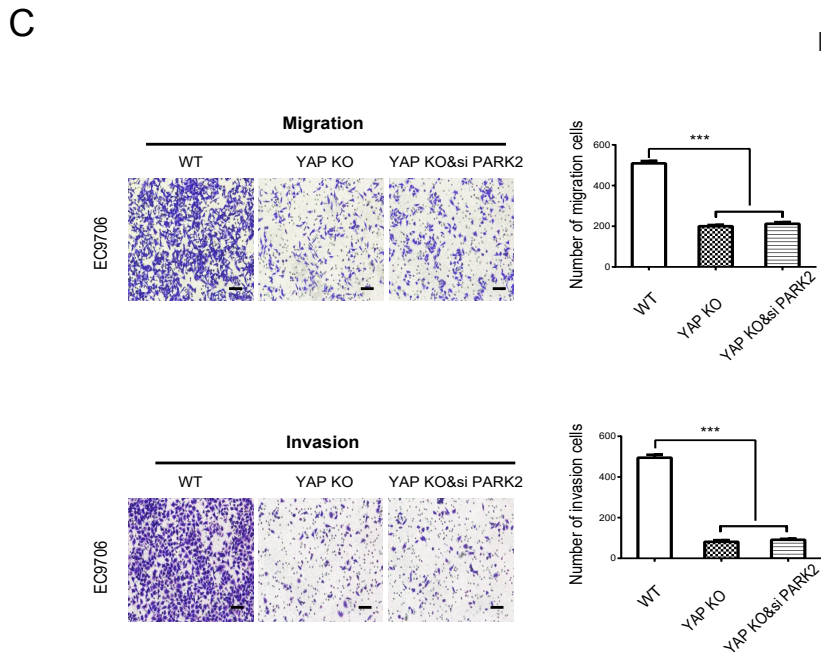 C
Migration
WT YAP KO YAP KO&si PARK2
EC9706
Number of migration cells
600
400
200
0
***
WT
YAP KO
YAP KO&si PARK2
Invasion
WT YAP KO YAP KO&si PARK2
EC9706
Number of invasion cells
600
400
200
0
***
WT
YAP KO
YAP KO&si PARK2